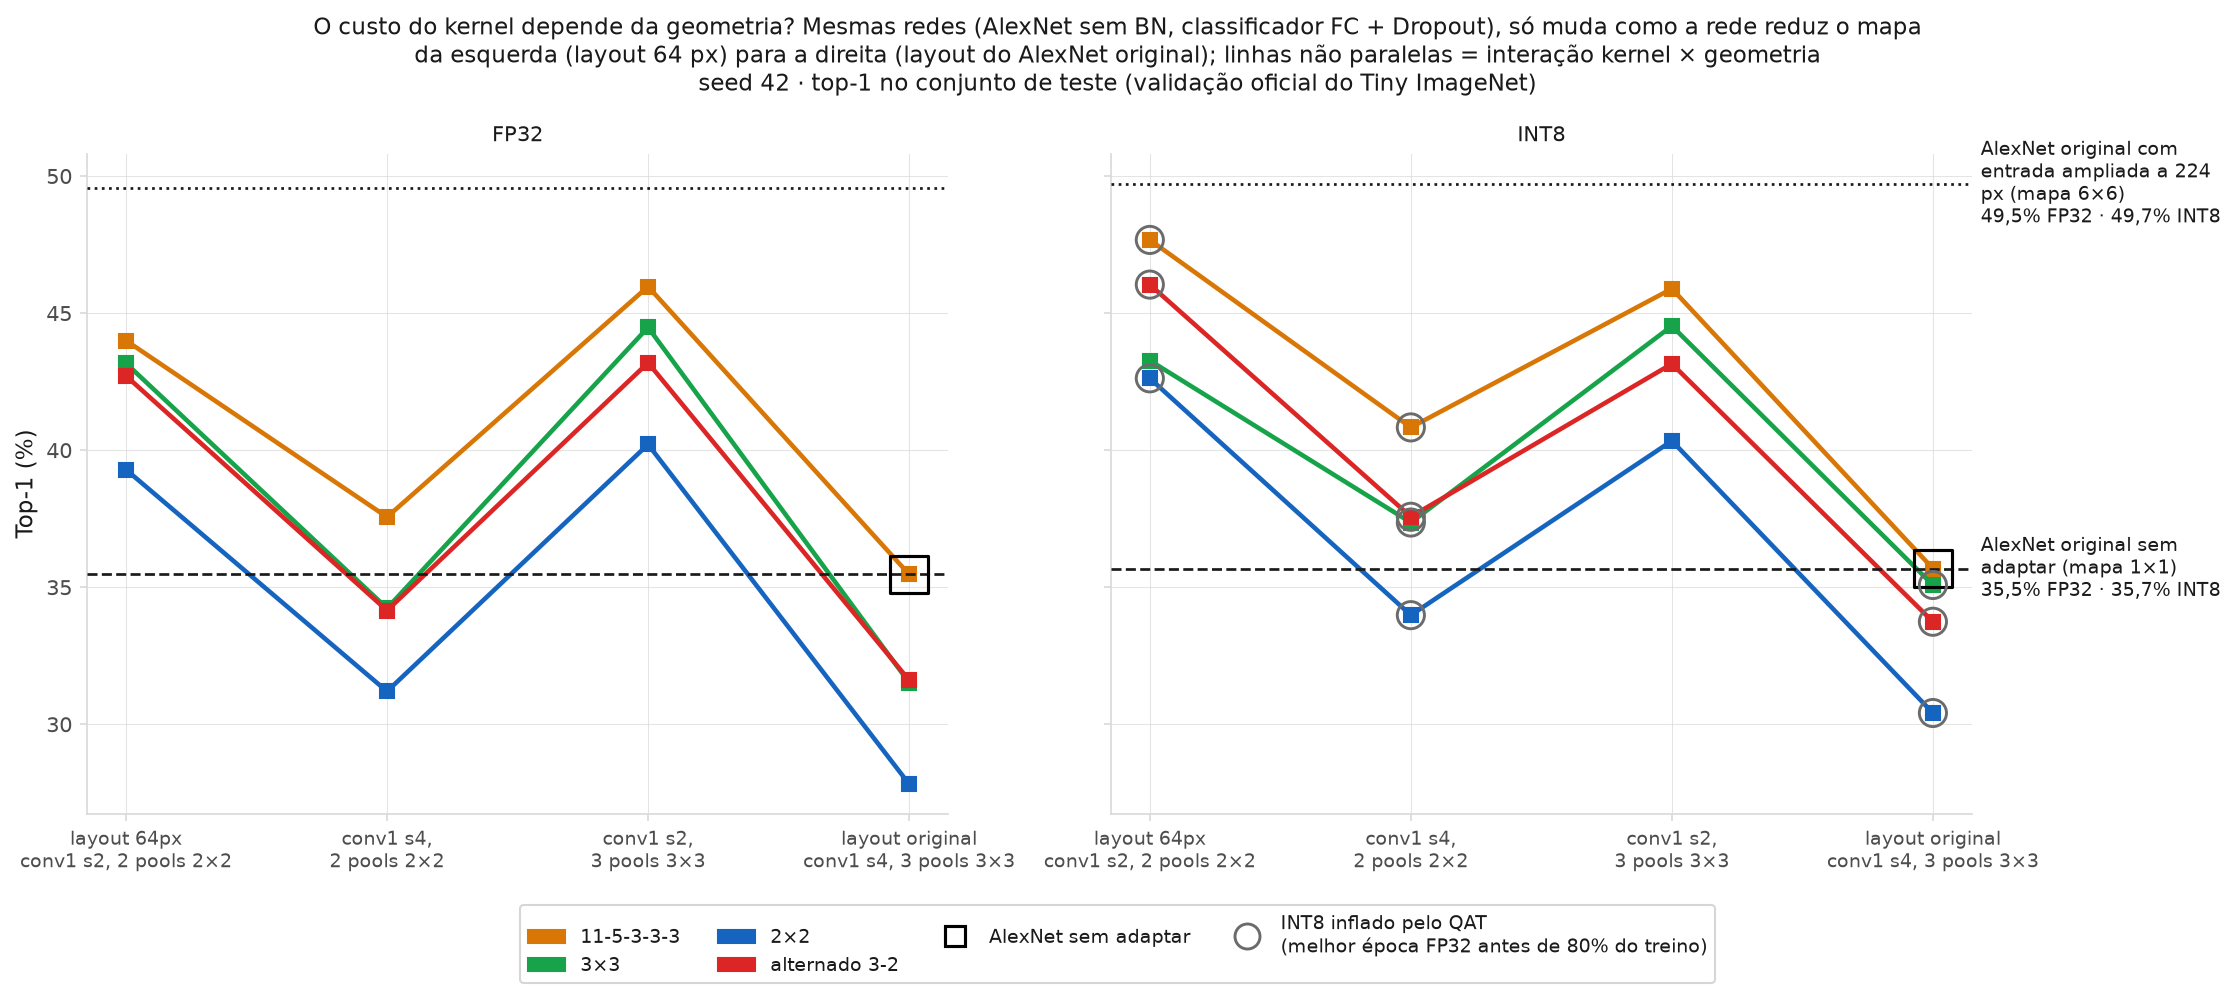 O custo do kernel depende da geometria? Mesmas redes (AlexNet sem BN, classificador FC + Dropout), só muda como a rede reduz o mapa
da esquerda (layout 64 px) para a direita (layout do AlexNet original); linhas não paralelas = interação kernel × geometria
seed 42 · top-1 no conjunto de teste (validação oficial do Tiny ImageNet)
FP32
INT8
Top-1 (%)
50
45
40
35
30
AlexNet original com
entrada ampliada a 224
px (mapa 6×6)
49,5% FP32 · 49,7% INT8
AlexNet original sem
adaptar (mapa 1×1)
35,5% FP32 · 35,7% INT8
layout 64px
conv1 s2, 2 pools 2×2
conv1 s4,
2 pools 2×2
conv1 s2,
3 pools 3×3
layout original
conv1 s4, 3 pools 3×3
layout 64px
conv1 s2, 2 pools 2×2
conv1 s4,
2 pools 2×2
conv1 s2,
3 pools 3×3
layout original
conv1 s4, 3 pools 3×3
11-5-3-3-3
3×3
2×2
alternado 3-2
AlexNet sem adaptar
INT8 inflado pelo QAT
(melhor época FP32 antes de 80% do treino)